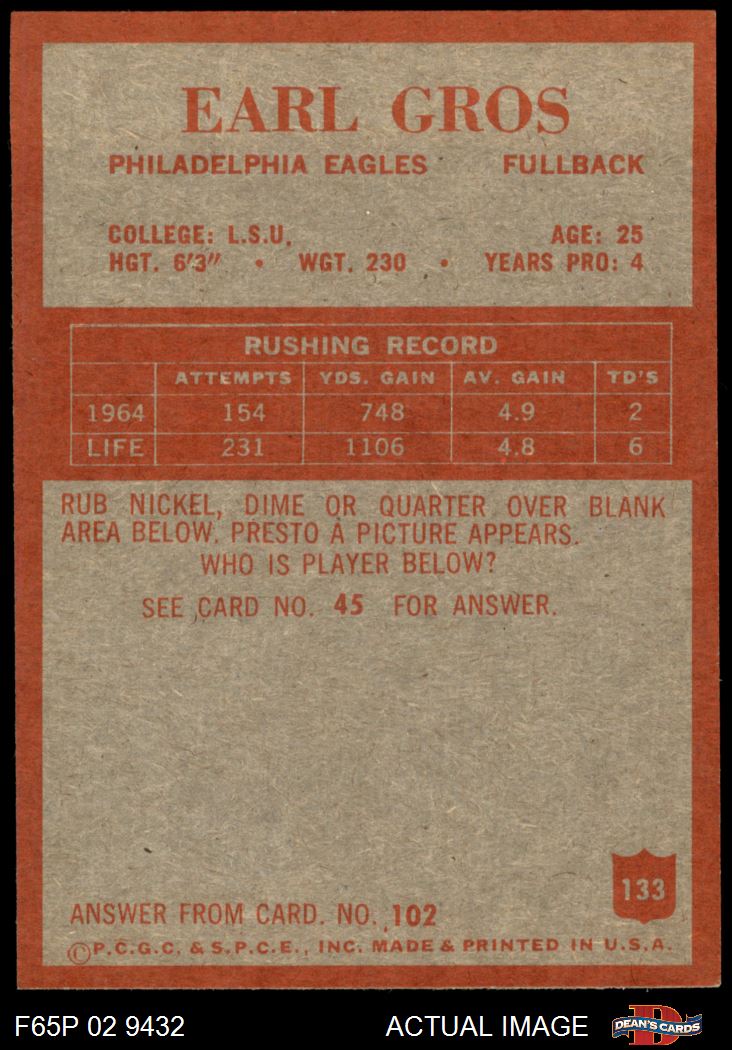 EARL GROS
PHILADELPHIA EAGLES FULLBACK
COLLEGE: L.S.U. AGE: 25
HGT. 6'3" • WGT. 230 • YEARS PRO: 4
RUSHING RECORD
ATTEMPTS YDS. GAIN AV. GAIN TD'S
1964 154 748 4.9 2
LIFE 231 1106 4.8 6
RUB NICKEL, DIME OR QUARTER OVER BLANK
AREA BELOW. PRESTO A PICTURE APPEARS.
WHO IS PLAYER BELOW?
SEE CARD NO. 45 FOR ANSWER.
133
ANSWER FROM CARD. NO. 102
©P.C.G.C. & S.P.C.E., INC. MADE & PRINTED IN U.S.A.
F65P 02 9432 ACTUAL IMAGE D DEAN'S CARDS